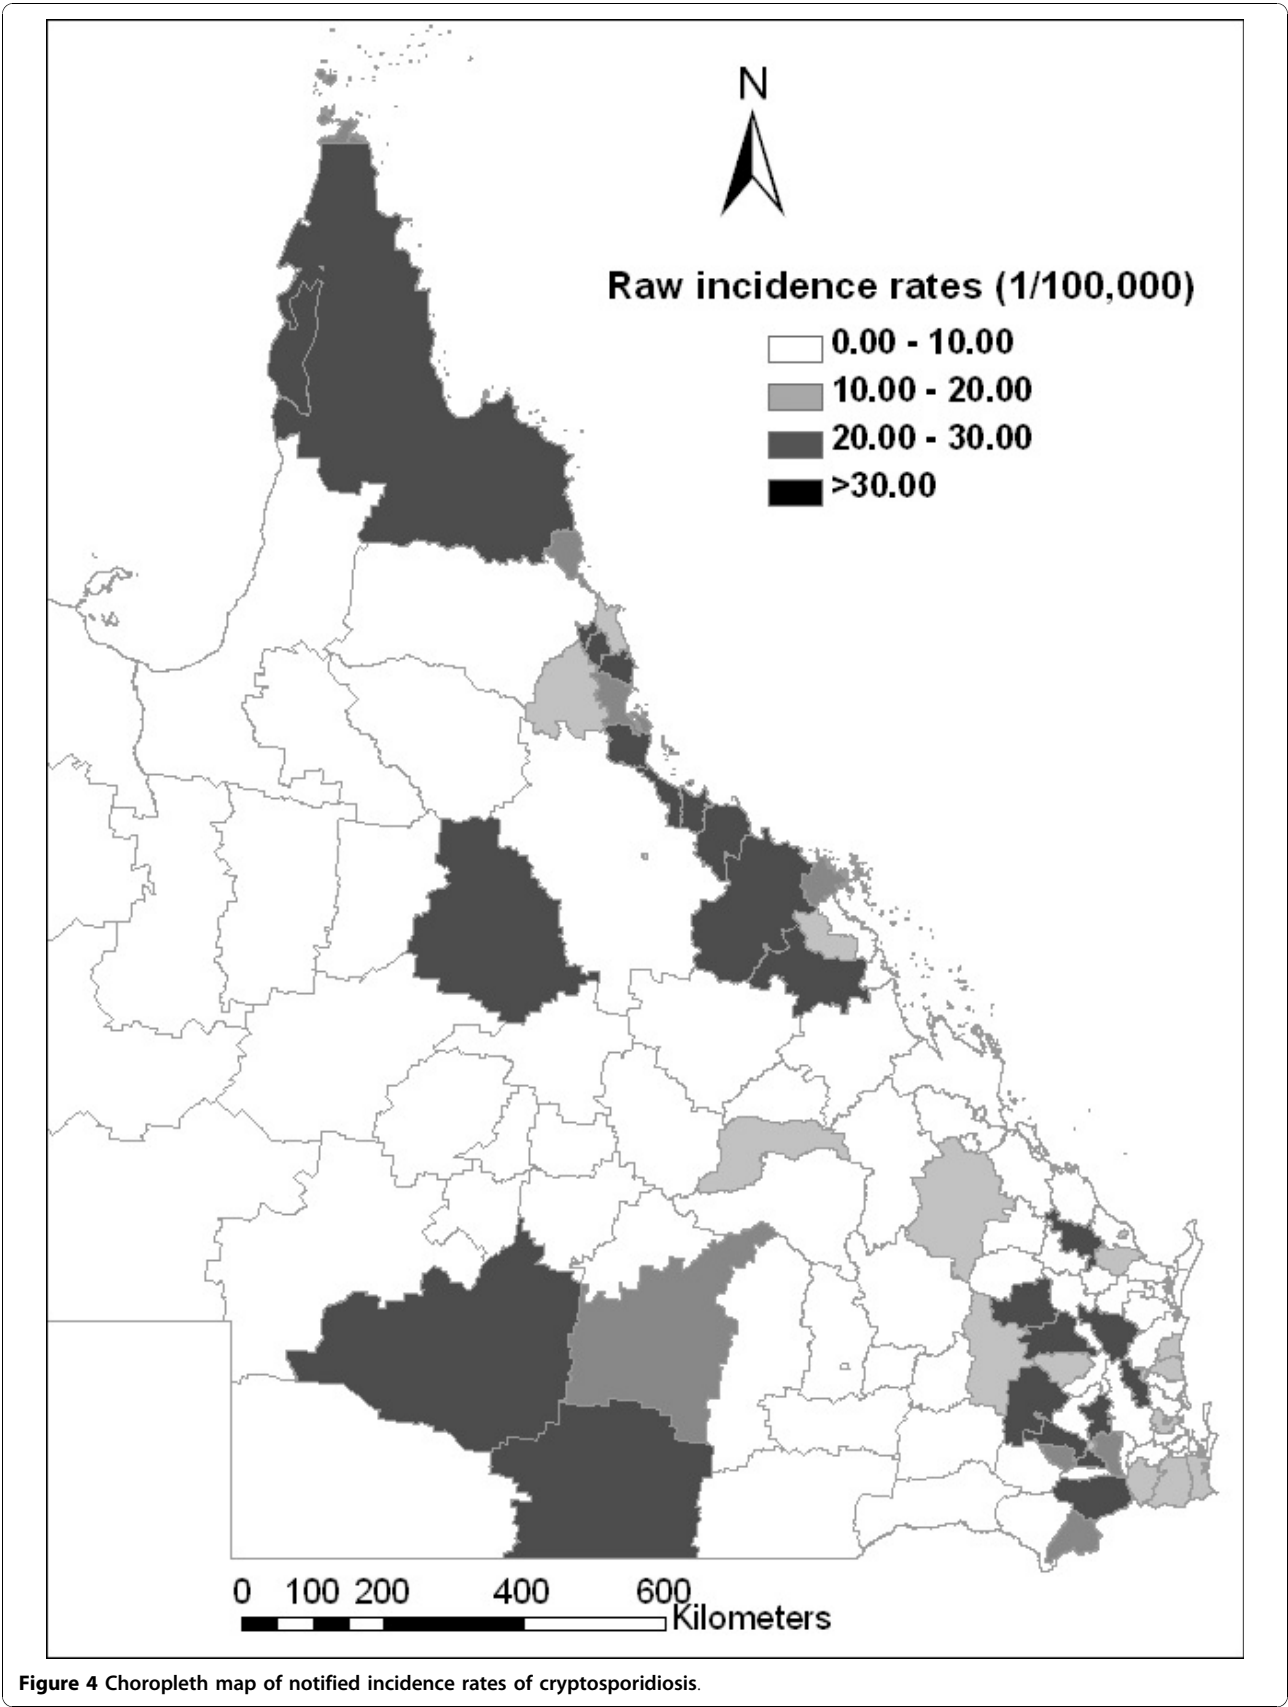 N
Raw incidence rates (1/100,000)
0.00 - 10.00
10.00 - 20.00
20.00 - 30.00
>30.00
0 100 200 400 600
Kilometers
Figure 4 Choropleth map of notified incidence rates of cryptosporidiosis.